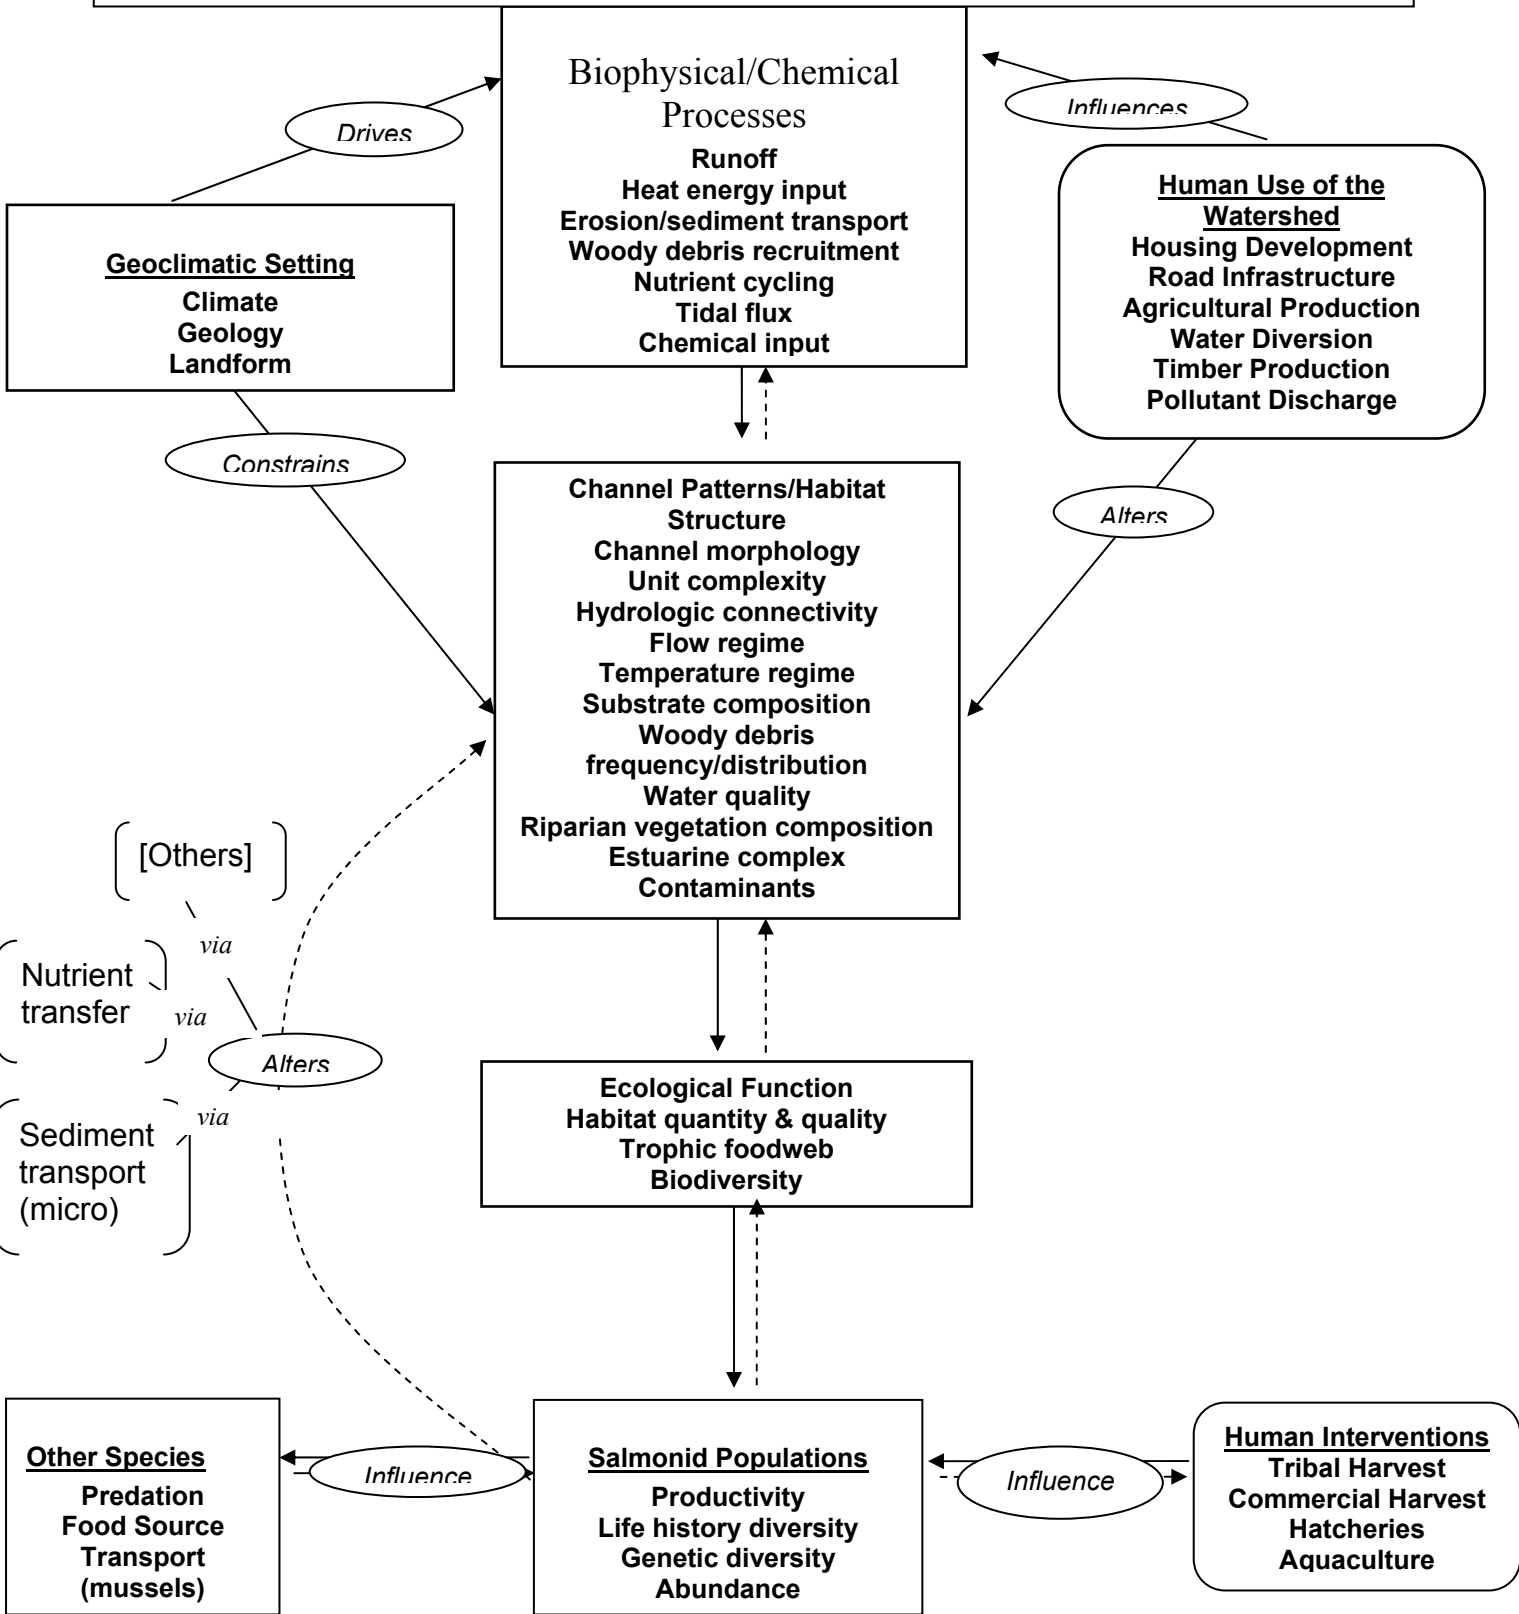 Biophysical/Chemical
Processes
Runoff
Heat energy input
Erosion/sediment transport
Woody debris recruitment
Nutrient cycling
Tidal flux
Chemical input
Drives
Influences
Geoclimatic Setting
Climate
Geology
Landform
Human Use of the
Watershed
Housing Development
Road Infrastructure
Agricultural Production
Water Diversion
Timber Production
Pollutant Discharge
Constrains
Alters
Channel Patterns/Habitat
Structure
Channel morphology
Unit complexity
Hydrologic connectivity
Flow regime
Temperature regime
Substrate composition
Woody debris
frequency/distribution
Water quality
Riparian vegetation composition
Estuarine complex
Contaminants
[Others]
via
Nutrient
transfer
via
Alters
Sediment
transport
(micro)
via
Ecological Function
Habitat quantity & quality
Trophic foodweb
Biodiversity
Other Species
Predation
Food Source
Transport
(mussels)
Influence
Salmonid Populations
Productivity
Life history diversity
Genetic diversity
Abundance
Influence
Human Interventions
Tribal Harvest
Commercial Harvest
Hatcheries
Aquaculture